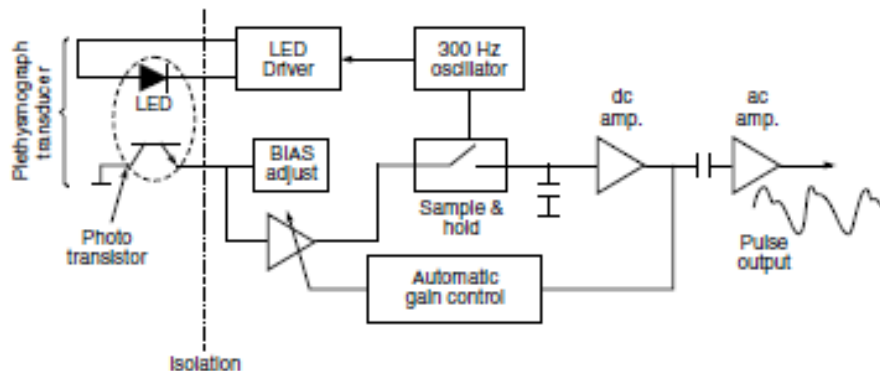 Plethysmograph
transducer
LED
Driver
300 Hz
oscillator
LED
dc
amp.
ac
amp.
BIAS
adjust
Sample &
hold
Photo
transistor
Pulse
output
Automatic
gain control
Isolation